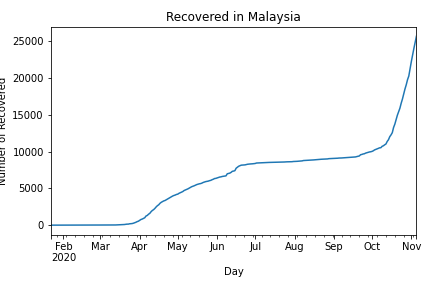 Recovered in Malaysia
Number of Recovered
25000
20000
15000
10000
5000
0
Feb Mar Apr May Jun Jul Aug Sep Oct Nov
2020
Day